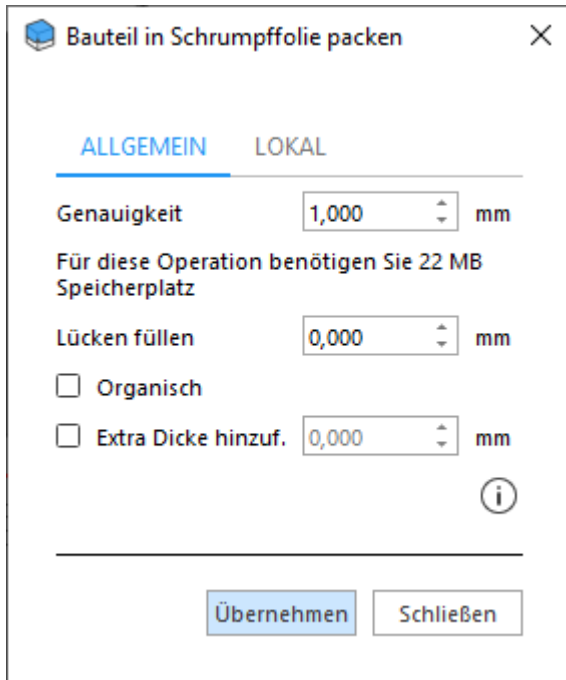 Bauteil in Schrumpffolie packen
ALLGEMEIN LOKAL
Genauigkeit 1,000 mm
Für diese Operation benötigen Sie 22 MB
Speicherplatz
Lücken füllen 0,000 mm
Organisch
Extra Dicke hinzuf. 0,000 mm
Übernehmen Schließen